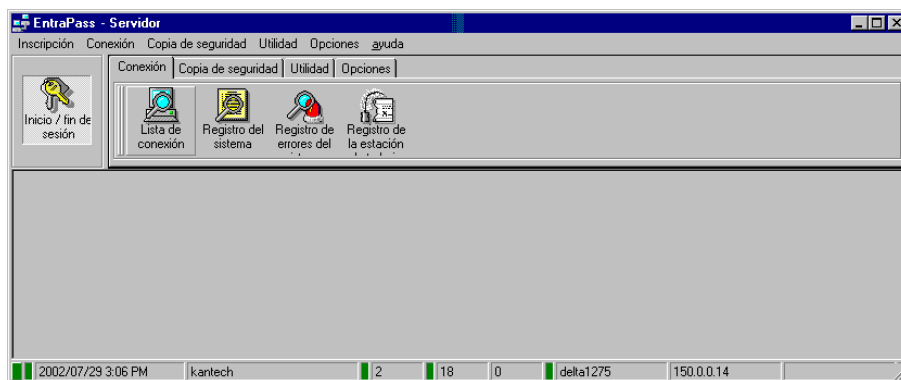 EntraPass - Servidor
Inscripción Conexión Copia de seguridad Utilidad Opciones ayuda
Conexión Copia de seguridad Utilidad Opciones
Inicio / fin de
sesión
Lista de
conexión
Registro del
sistema
Registro de
errores del
Registro de
la estación
2002/07/29 3:06 PM kantech 2 18 0 delta1275 150.0.0.14